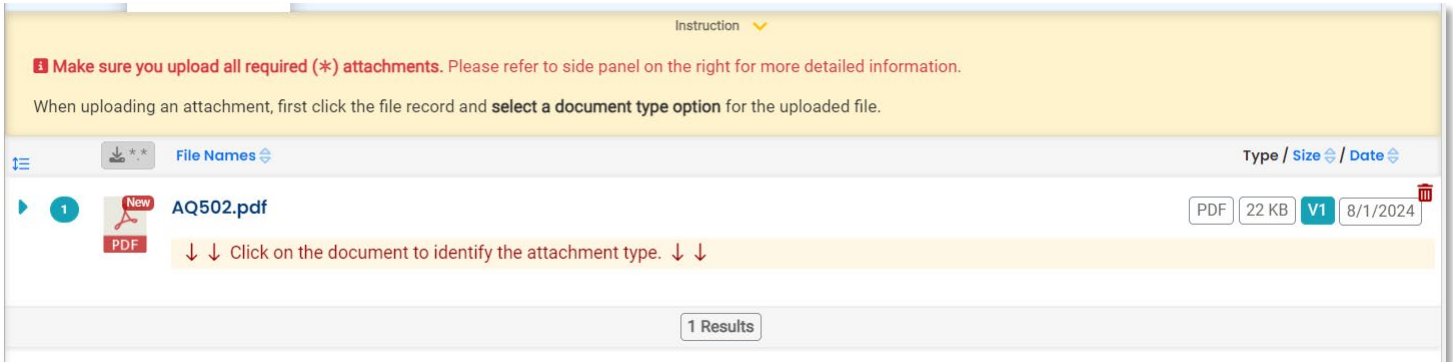 Instruction
Make sure you upload all required (*) attachments. Please refer to side panel on the right for more detailed information.
When uploading an attachment, first click the file record and select a document type option for the uploaded file.
*.* File Names Type / Size / Date
1 New PDF AQ502.pdf PDF 22 KB V1 8/1/2024
↓ ↓ Click on the document to identify the attachment type. ↓ ↓
1 Results